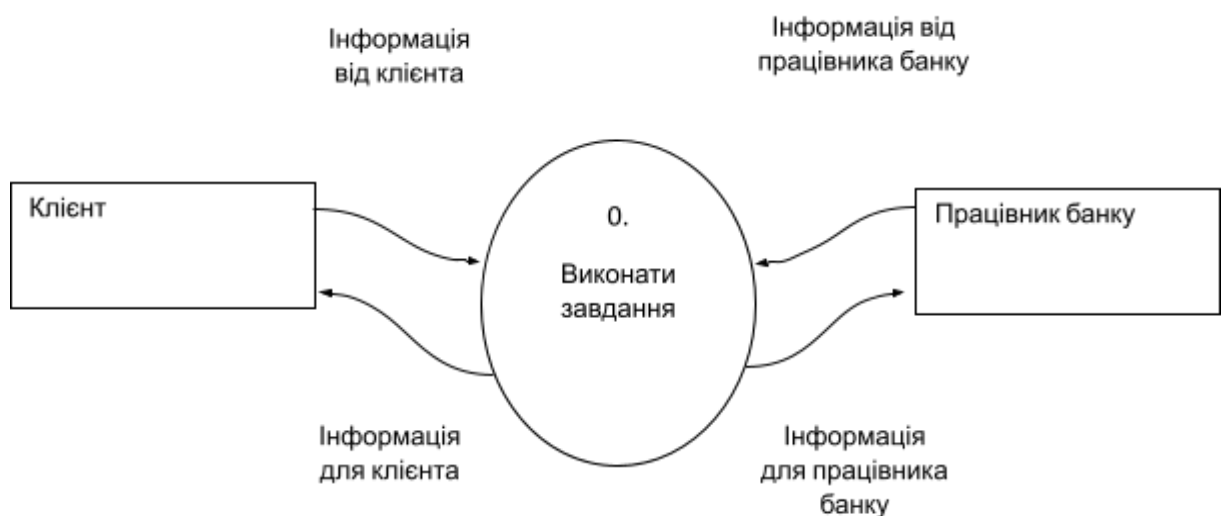 Інформація
від клієнта
Інформація від
працівника банку
Клієнт
0.
Виконати
завдання
Працівник банку
Інформація
для клієнта
Інформація
для працівника
банку